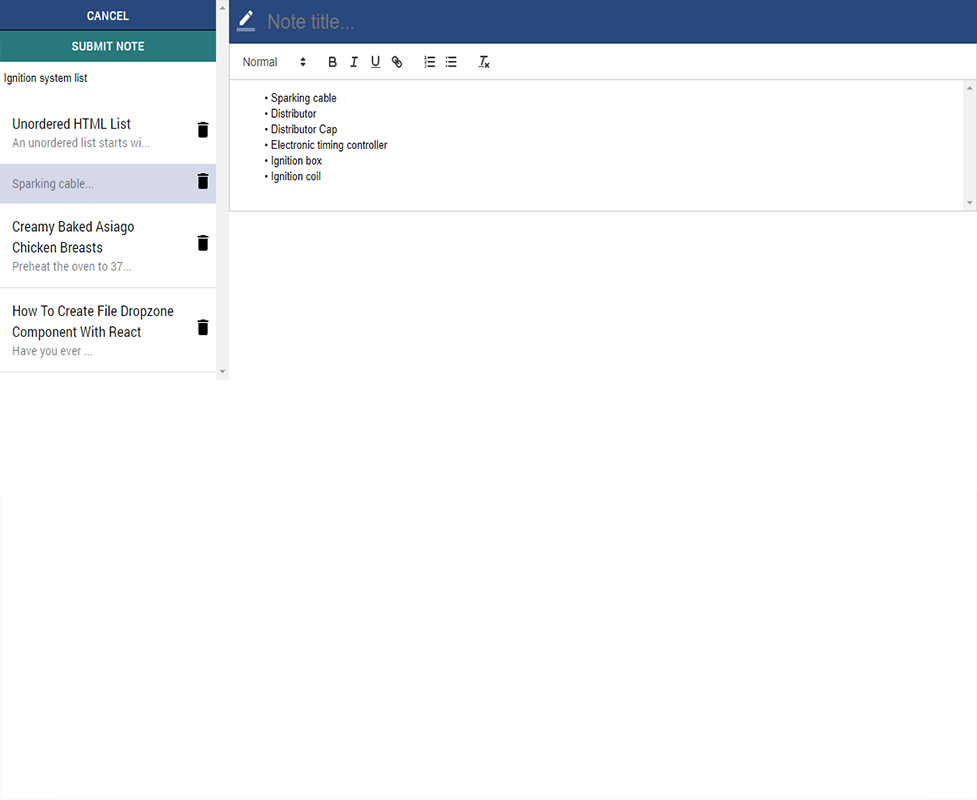 CANCEL
SUBMIT NOTE
Ignition system list
Unordered HTML List
An unordered list starts wi...
Sparking cable...
Creamy Baked Asiago
Chicken Breasts
Preheat the oven to 37...
How To Create File Dropzone
Component With React
Have you ever ...
Note title...
Normal
B I U
• Sparking cable
• Distributor
• Distributor Cap
• Electronic timing controller
• Ignition box
• Ignition coil